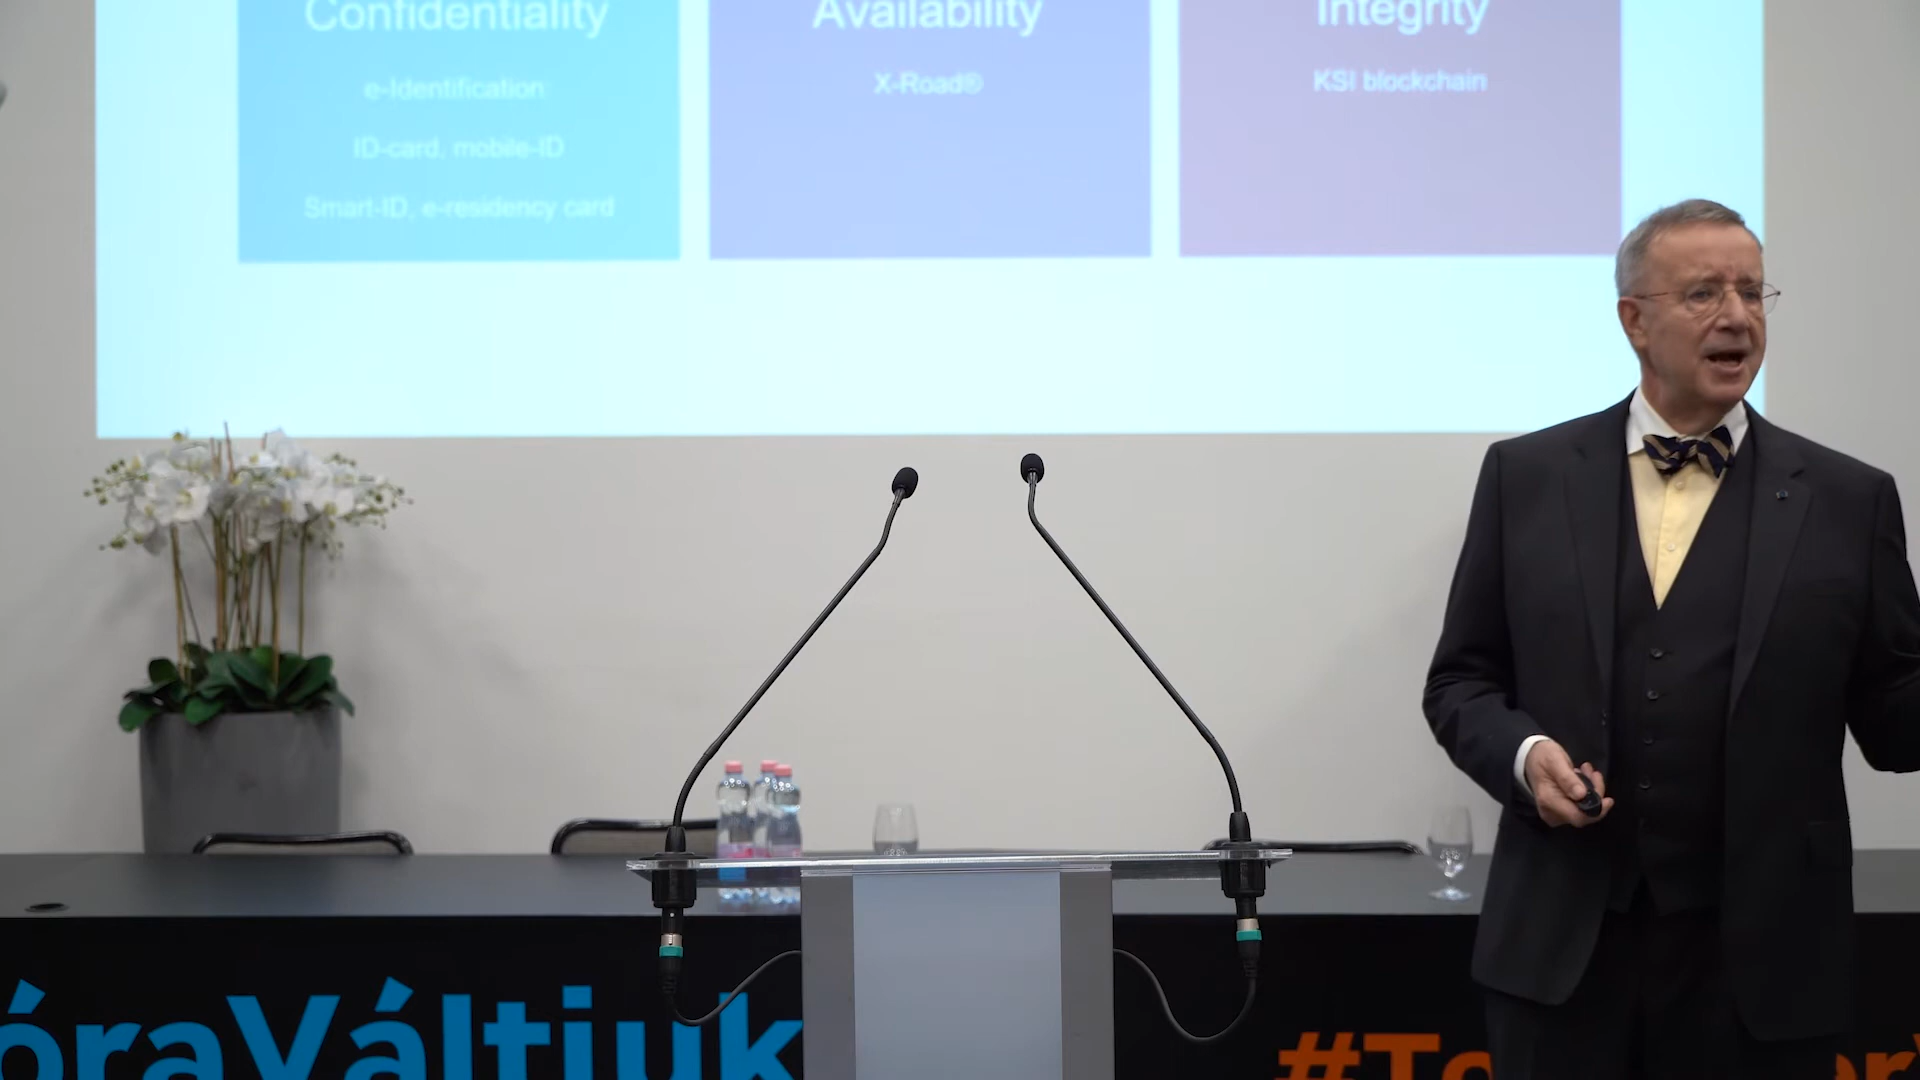 Confidentiality
e-Identification:
ID-card, mobile-ID
Smart-ID, e-residency card
Availability
X-Road®
Integrity
KSI blockchain
óraVáltjuk